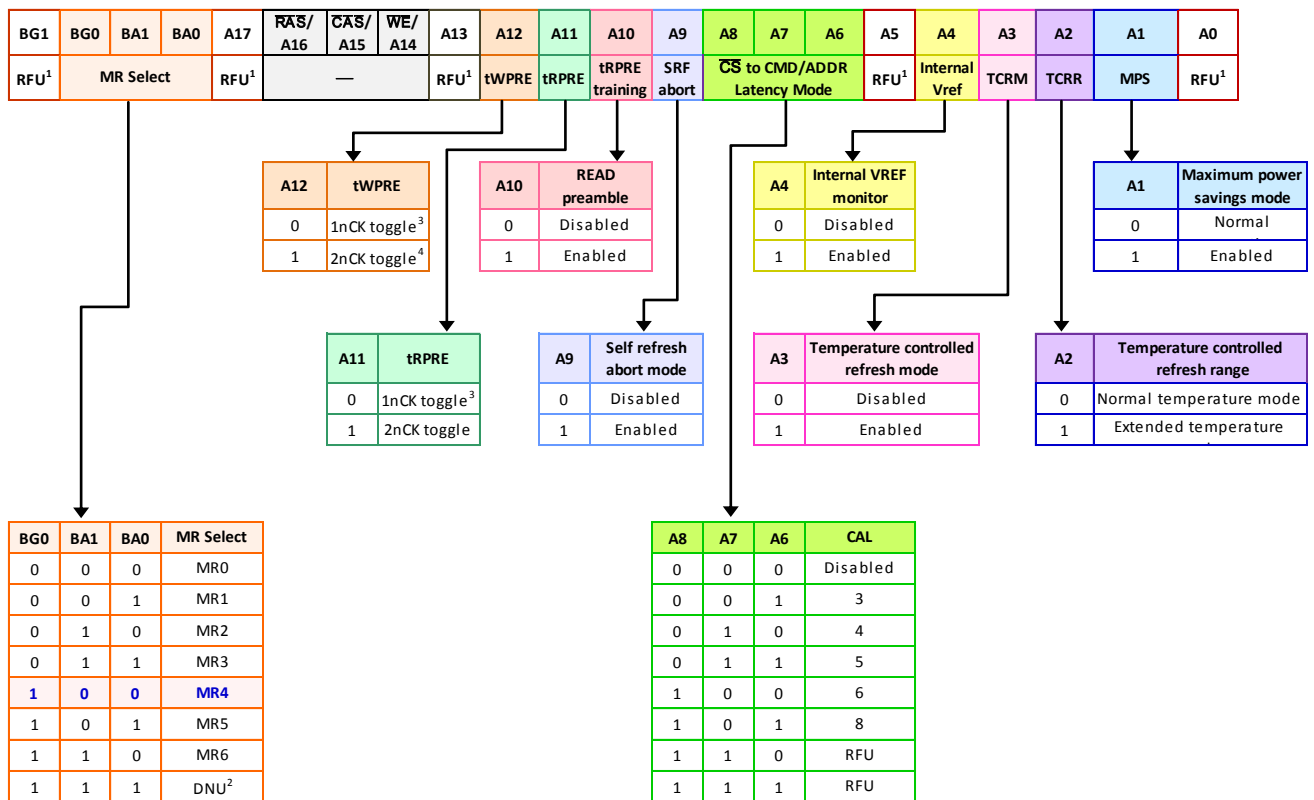 BG1 BG0 BA1 BA0 A17 RAS/ A16 CAS/ A15 WE/ A14 A13 A12 A11 A10 A9 A8 A7 A6 A5 A4 A3 A2 A1 A0
RFU¹ MR Select RFU¹ — RFU¹ tWPRE tRPRE tRPRE training SRF abort CS to CMD/ADDR Latency Mode RFU¹ Internal Vref TCRM TCRR MPS RFU¹
A12 tWPRE
0 1nCK toggle³
1 2nCK toggle⁴
A10 READ preamble
0 Disabled
1 Enabled
A4 Internal VREF monitor
0 Disabled
1 Enabled
A1 Maximum power savings mode
0 Normal
1 Enabled
A11 tRPRE
0 1nCK toggle³
1 2nCK toggle
A9 Self refresh abort mode
0 Disabled
1 Enabled
A3 Temperature controlled refresh mode
0 Disabled
1 Enabled
A2 Temperature controlled refresh range
0 Normal temperature mode
1 Extended temperature
BG0 BA1 BA0 MR Select
0 0 0 MR0
0 0 1 MR1
0 1 0 MR2
0 1 1 MR3
1 0 0 MR4
1 0 1 MR5
1 1 0 MR6
1 1 1 DNU²
A8 A7 A6 CAL
0 0 0 Disabled
0 0 1 3
0 1 0 4
0 1 1 5
1 0 0 6
1 0 1 8
1 1 0 RFU
1 1 1 RFU